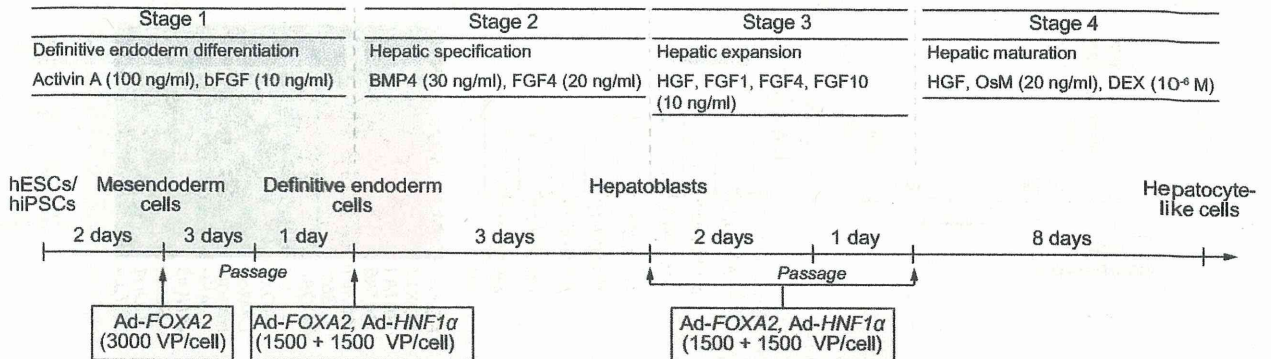 Stage 1
Stage 2
Stage 3
Stage 4
Definitive endoderm differentiation
Activin A (100 ng/ml), bFGF (10 ng/ml)
Hepatic specification
BMP4 (30 ng/ml), FGF4 (20 ng/ml)
Hepatic expansion
HGF, FGF1, FGF4, FGF10
(10 ng/ml)
Hepatic maturation
HGF, OsM (20 ng/ml), DEX (10⁻⁶ M)
hESCs/
hiPSCs
Mesendoderm
cells
Definitive endoderm
cells
Hepatoblasts
Hepatocyte-
like cells
2 days
3 days
1 day
3 days
2 days
1 day
8 days
Passage
Passage
Ad-FOXA2
(3000 VP/cell)
Ad-FOXA2, Ad-HNF1α
(1500 + 1500 VP/cell)
Ad-FOXA2, Ad-HNF1α
(1500 + 1500 VP/cell)